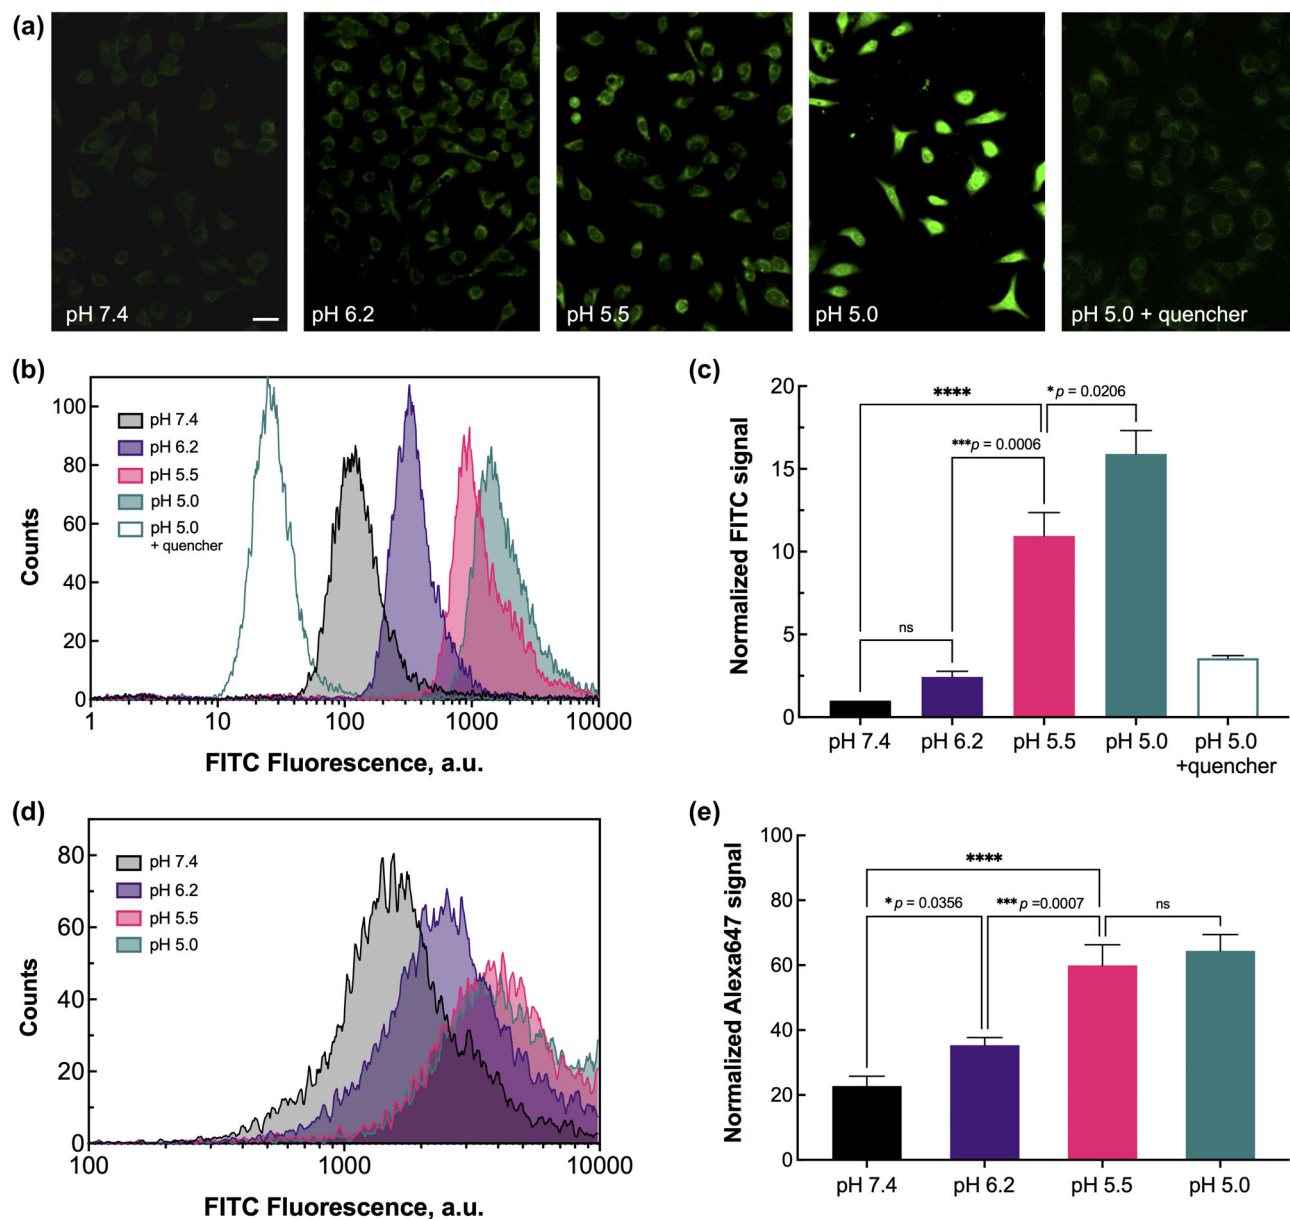 (a)
pH 7.4
pH 6.2
pH 5.5
pH 5.0
pH 5.0 + quencher
(b)
Counts
100
80
60
40
20
0
pH 7.4
pH 6.2
pH 5.5
pH 5.0
pH 5.0
+ quencher
1
10
100
1000
10000
FITC Fluorescence, a.u.
(c)
Normalized FITC signal
20
15
10
5
0
****
*p = 0.0206
***p = 0.0006
ns
pH 7.4
pH 6.2
pH 5.5
pH 5.0
pH 5.0
+quencher
(d)
Counts
80
60
40
20
0
pH 7.4
pH 6.2
pH 5.5
pH 5.0
100
1000
10000
FITC Fluorescence, a.u.
(e)
Normalized Alexa647 signal
100
80
60
40
20
0
****
* p = 0.0356
*** p =0.0007
ns
pH 7.4
pH 6.2
pH 5.5
pH 5.0